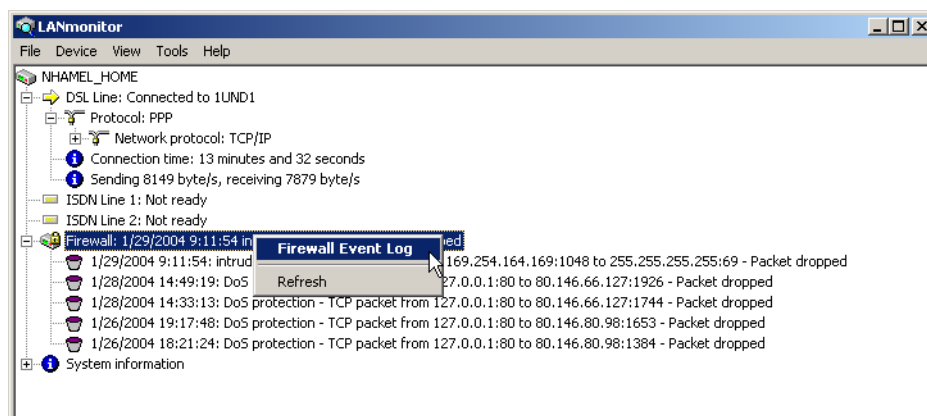 LANmonitor
File Device View Tools Help
NHAMEL_HOME
DSL Line: Connected to 1UND1
Protocol: PPP
Network protocol: TCP/IP
Connection time: 13 minutes and 32 seconds
Sending 8149 byte/s, receiving 7879 byte/s
ISDN Line 1: Not ready
ISDN Line 2: Not ready
Firewall: 1/29/2004 9:11:54 in
Firewall Event Log
1/29/2004 9:11:54: intrud 169.254.164.169:1048 to 255.255.255.255:69 - Packet dropped
1/28/2004 14:49:19: DoS Refresh 27.0.0.1:80 to 80.146.66.127:1926 - Packet dropped
1/28/2004 14:33:13: DoS protection - TCP packet from 127.0.0.1:80 to 80.146.66.127:1744 - Packet dropped
1/26/2004 19:17:48: DoS protection - TCP packet from 127.0.0.1:80 to 80.146.80.98:1653 - Packet dropped
1/26/2004 18:21:24: DoS protection - TCP packet from 127.0.0.1:80 to 80.146.80.98:1384 - Packet dropped
System information